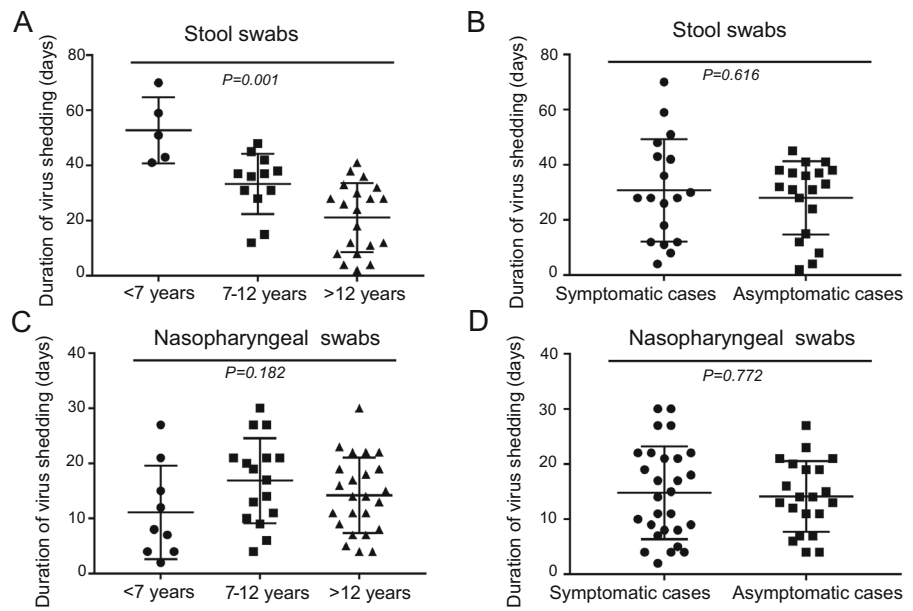 A
Stool swabs
Duration of virus shedding (days)
80
60
40
20
0
P=0.001
<7 years
7-12 years
>12 years
B
Stool swabs
Duration of virus shedding (days)
80
60
40
20
0
P=0.616
Symptomatic cases
Asymptomatic cases
C
Nasopharyngeal swabs
Duration of virus shedding (days)
40
30
20
10
0
P=0.182
<7 years
7-12 years
>12 years
D
Nasopharyngeal swabs
Duration of virus shedding (days)
40
30
20
10
0
P=0.772
Symptomatic cases
Asymptomatic cases